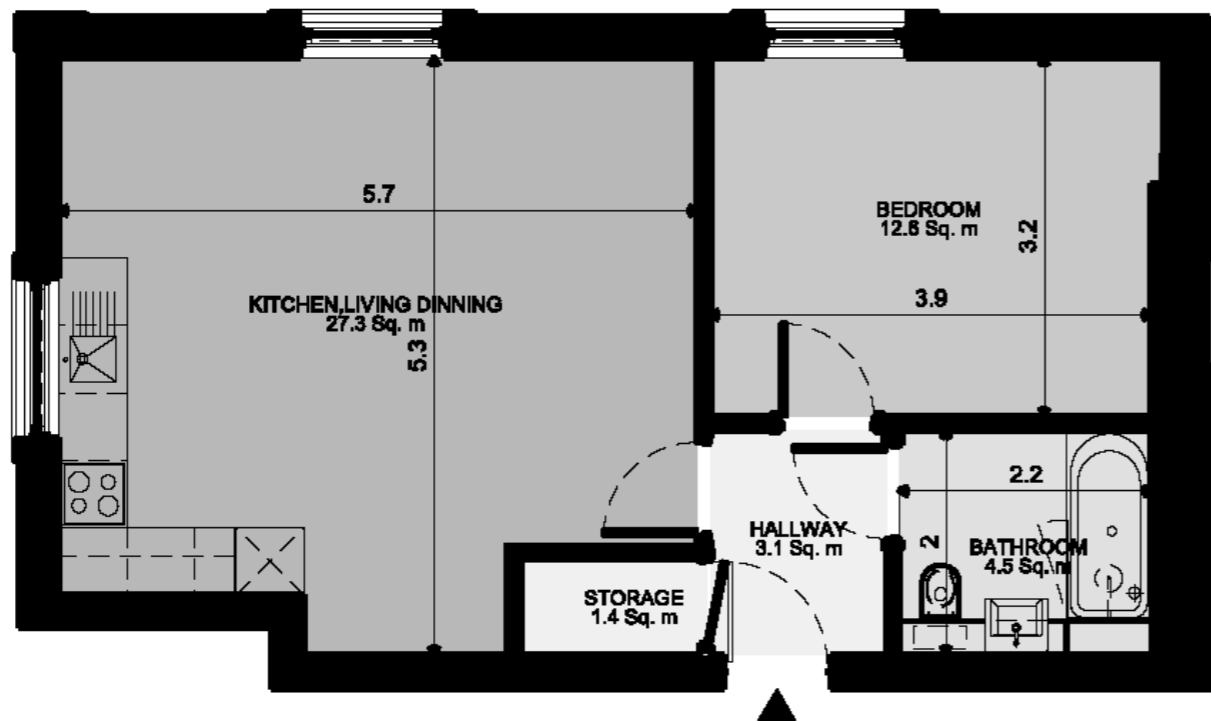 5.7
KITCHEN,LIVING DINNING
27.3 Sq. m
5.3
BEDROOM
12.6 Sq. m
3.2
3.9
HALLWAY
3.1 Sq. m
2.2
2
BATHROOM
4.5 Sq. m
STORAGE
1.4 Sq. m